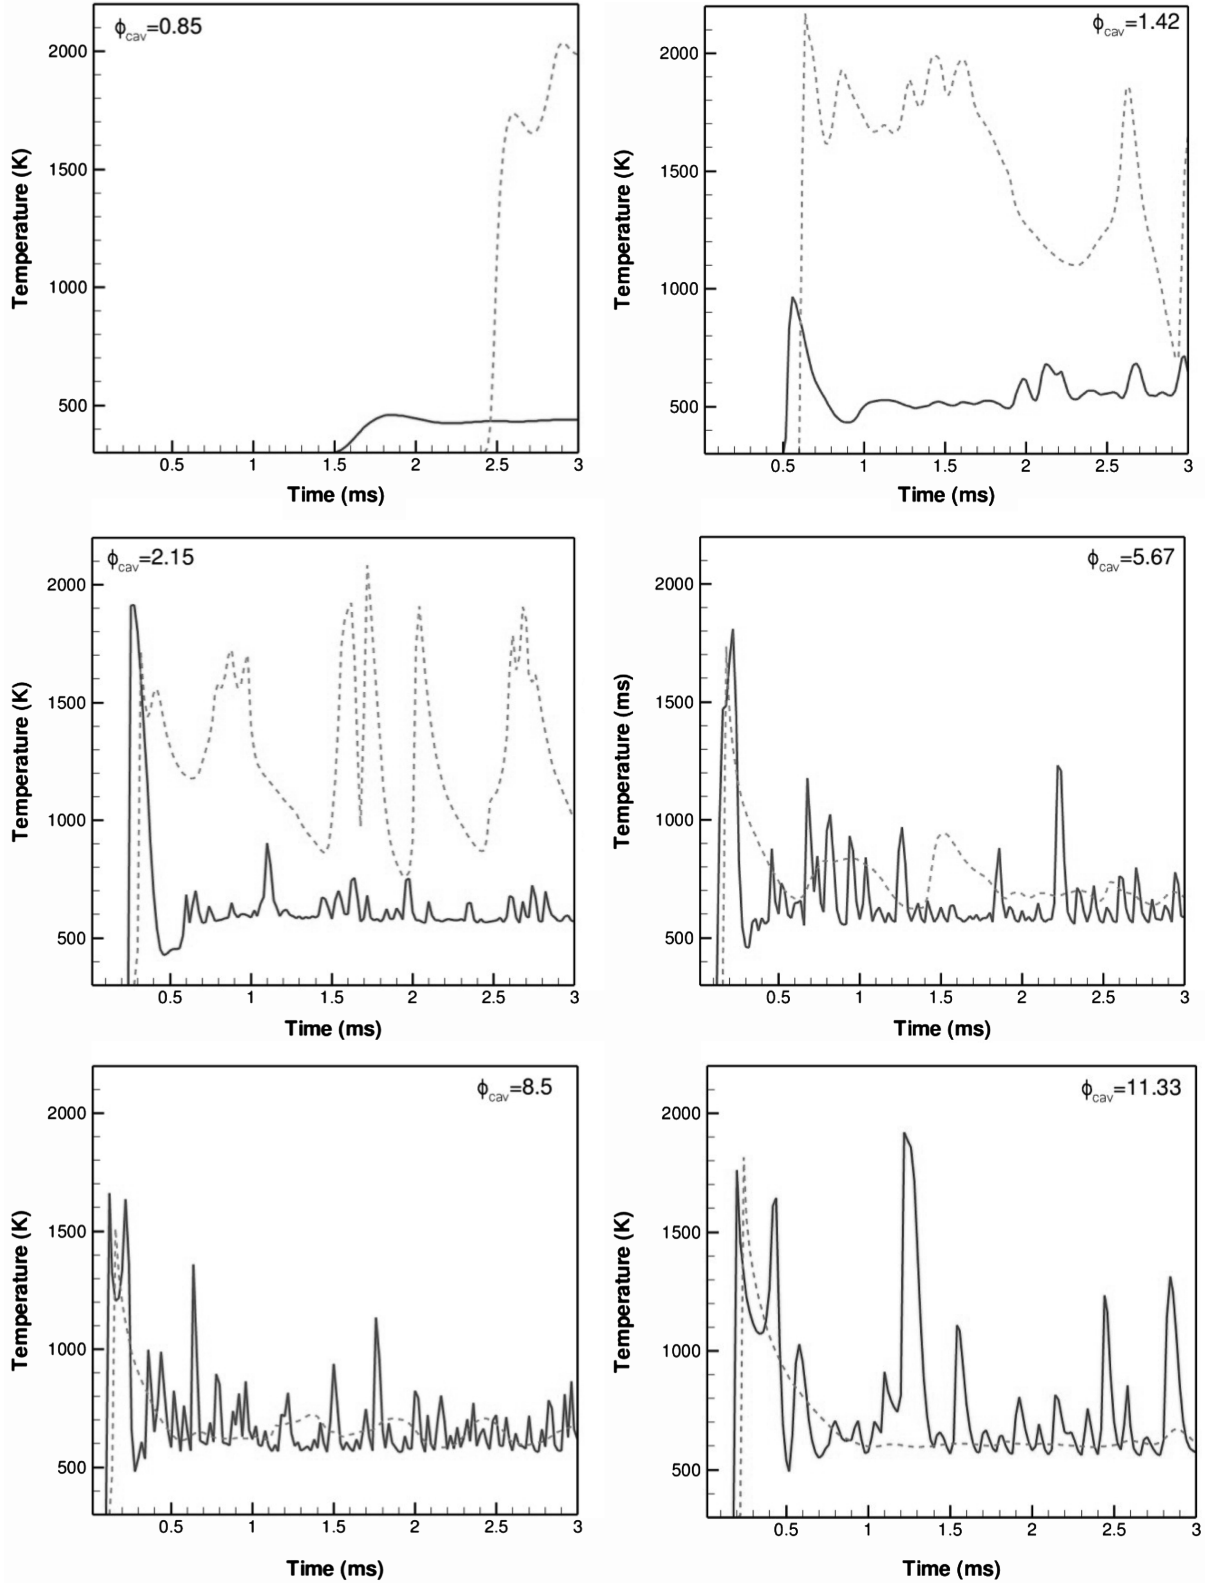 ϕcav=0.85
2000
1500
1000
500
Temperature (K)
0.5 1 1.5 2 2.5 3
Time (ms)
ϕcav=1.42
2000
1500
1000
500
Temperature (K)
0.5 1 1.5 2 2.5 3
Time (ms)
ϕcav=2.15
2000
1500
1000
500
Temperature (K)
0.5 1 1.5 2 2.5 3
Time (ms)
ϕcav=5.67
2000
1500
1000
500
Temperature (ms)
0.5 1 1.5 2 2.5 3
Time (ms)
ϕcav=8.5
2000
1500
1000
500
Temperature (K)
0.5 1 1.5 2 2.5 3
Time (ms)
ϕcav=11.33
2000
1500
1000
500
Temperature (K)
0.5 1 1.5 2 2.5 3
Time (ms)